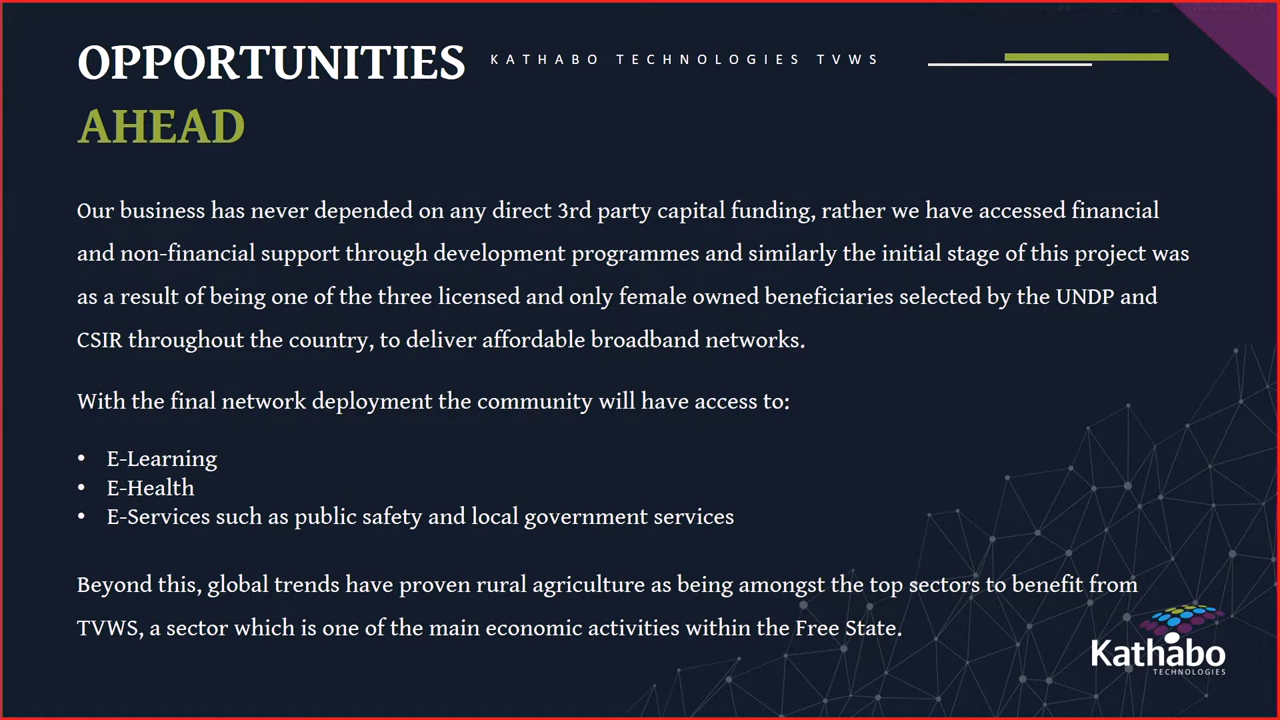 OPPORTUNITIES
KATHABO TECHNOLOGIES TVWS
AHEAD
Our business has never depended on any direct 3rd party capital funding, rather we have accessed financial
and non-financial support through development programmes and similarly the initial stage of this project was
as a result of being one of the three licensed and only female owned beneficiaries selected by the UNDP and
CSIR throughout the country, to deliver affordable broadband networks.
With the final network deployment the community will have access to:
• E-Learning
• E-Health
• E-Services such as public safety and local government services
Beyond this, global trends have proven rural agriculture as being amongst the top sectors to benefit from
TVWS, a sector which is one of the main economic activities within the Free State.
Kathabo
TECHNOLOGIES